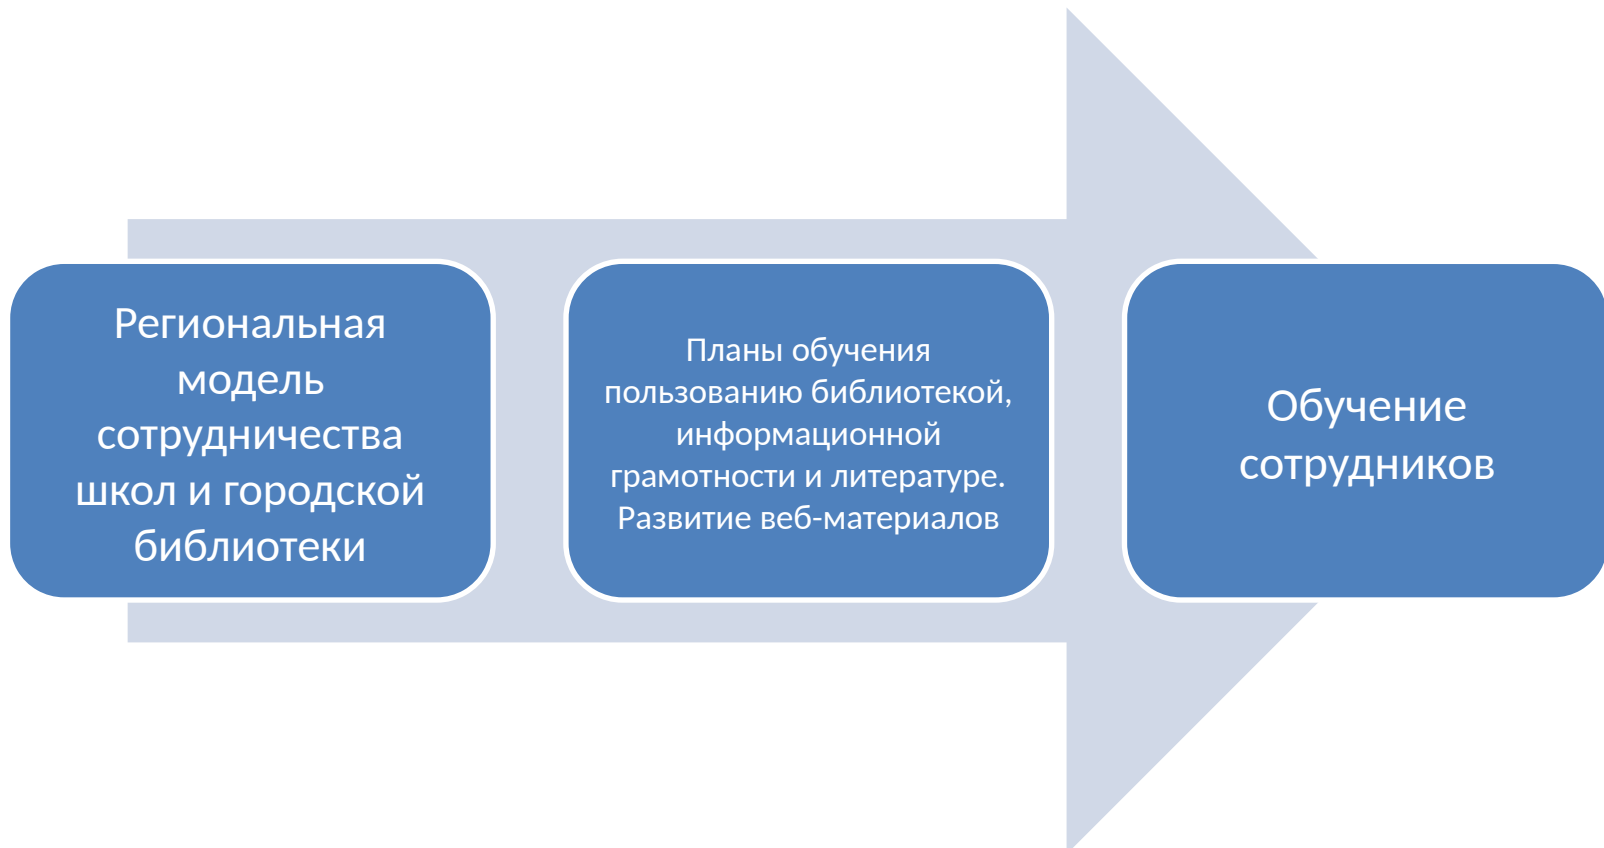 Региональная
модель
сотрудничества
школ и городской
библиотеки
Планы обучения
пользованию библиотекой,
информационной
грамотности и литературе.
Развитие веб-материалов
Обучение
сотрудников